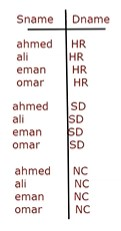 Sname Dname
ahmed HR
ali HR
eman HR
omar HR
ahmed SD
ali SD
eman SD
omar SD
ahmed NC
ali NC
eman NC
omar NC